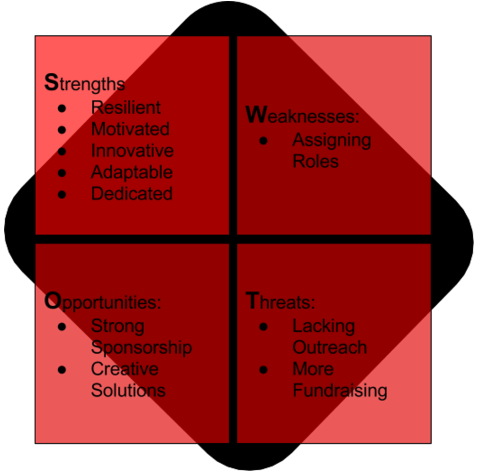 Strengths
● Resilient
● Motivated
● Innovative
● Adaptable
● Dedicated
Weaknesses:
● Assigning
Roles
Opportunities:
● Strong
Sponsorship
● Creative
Solutions
Threats:
● Lacking
Outreach
● More
Fundraising